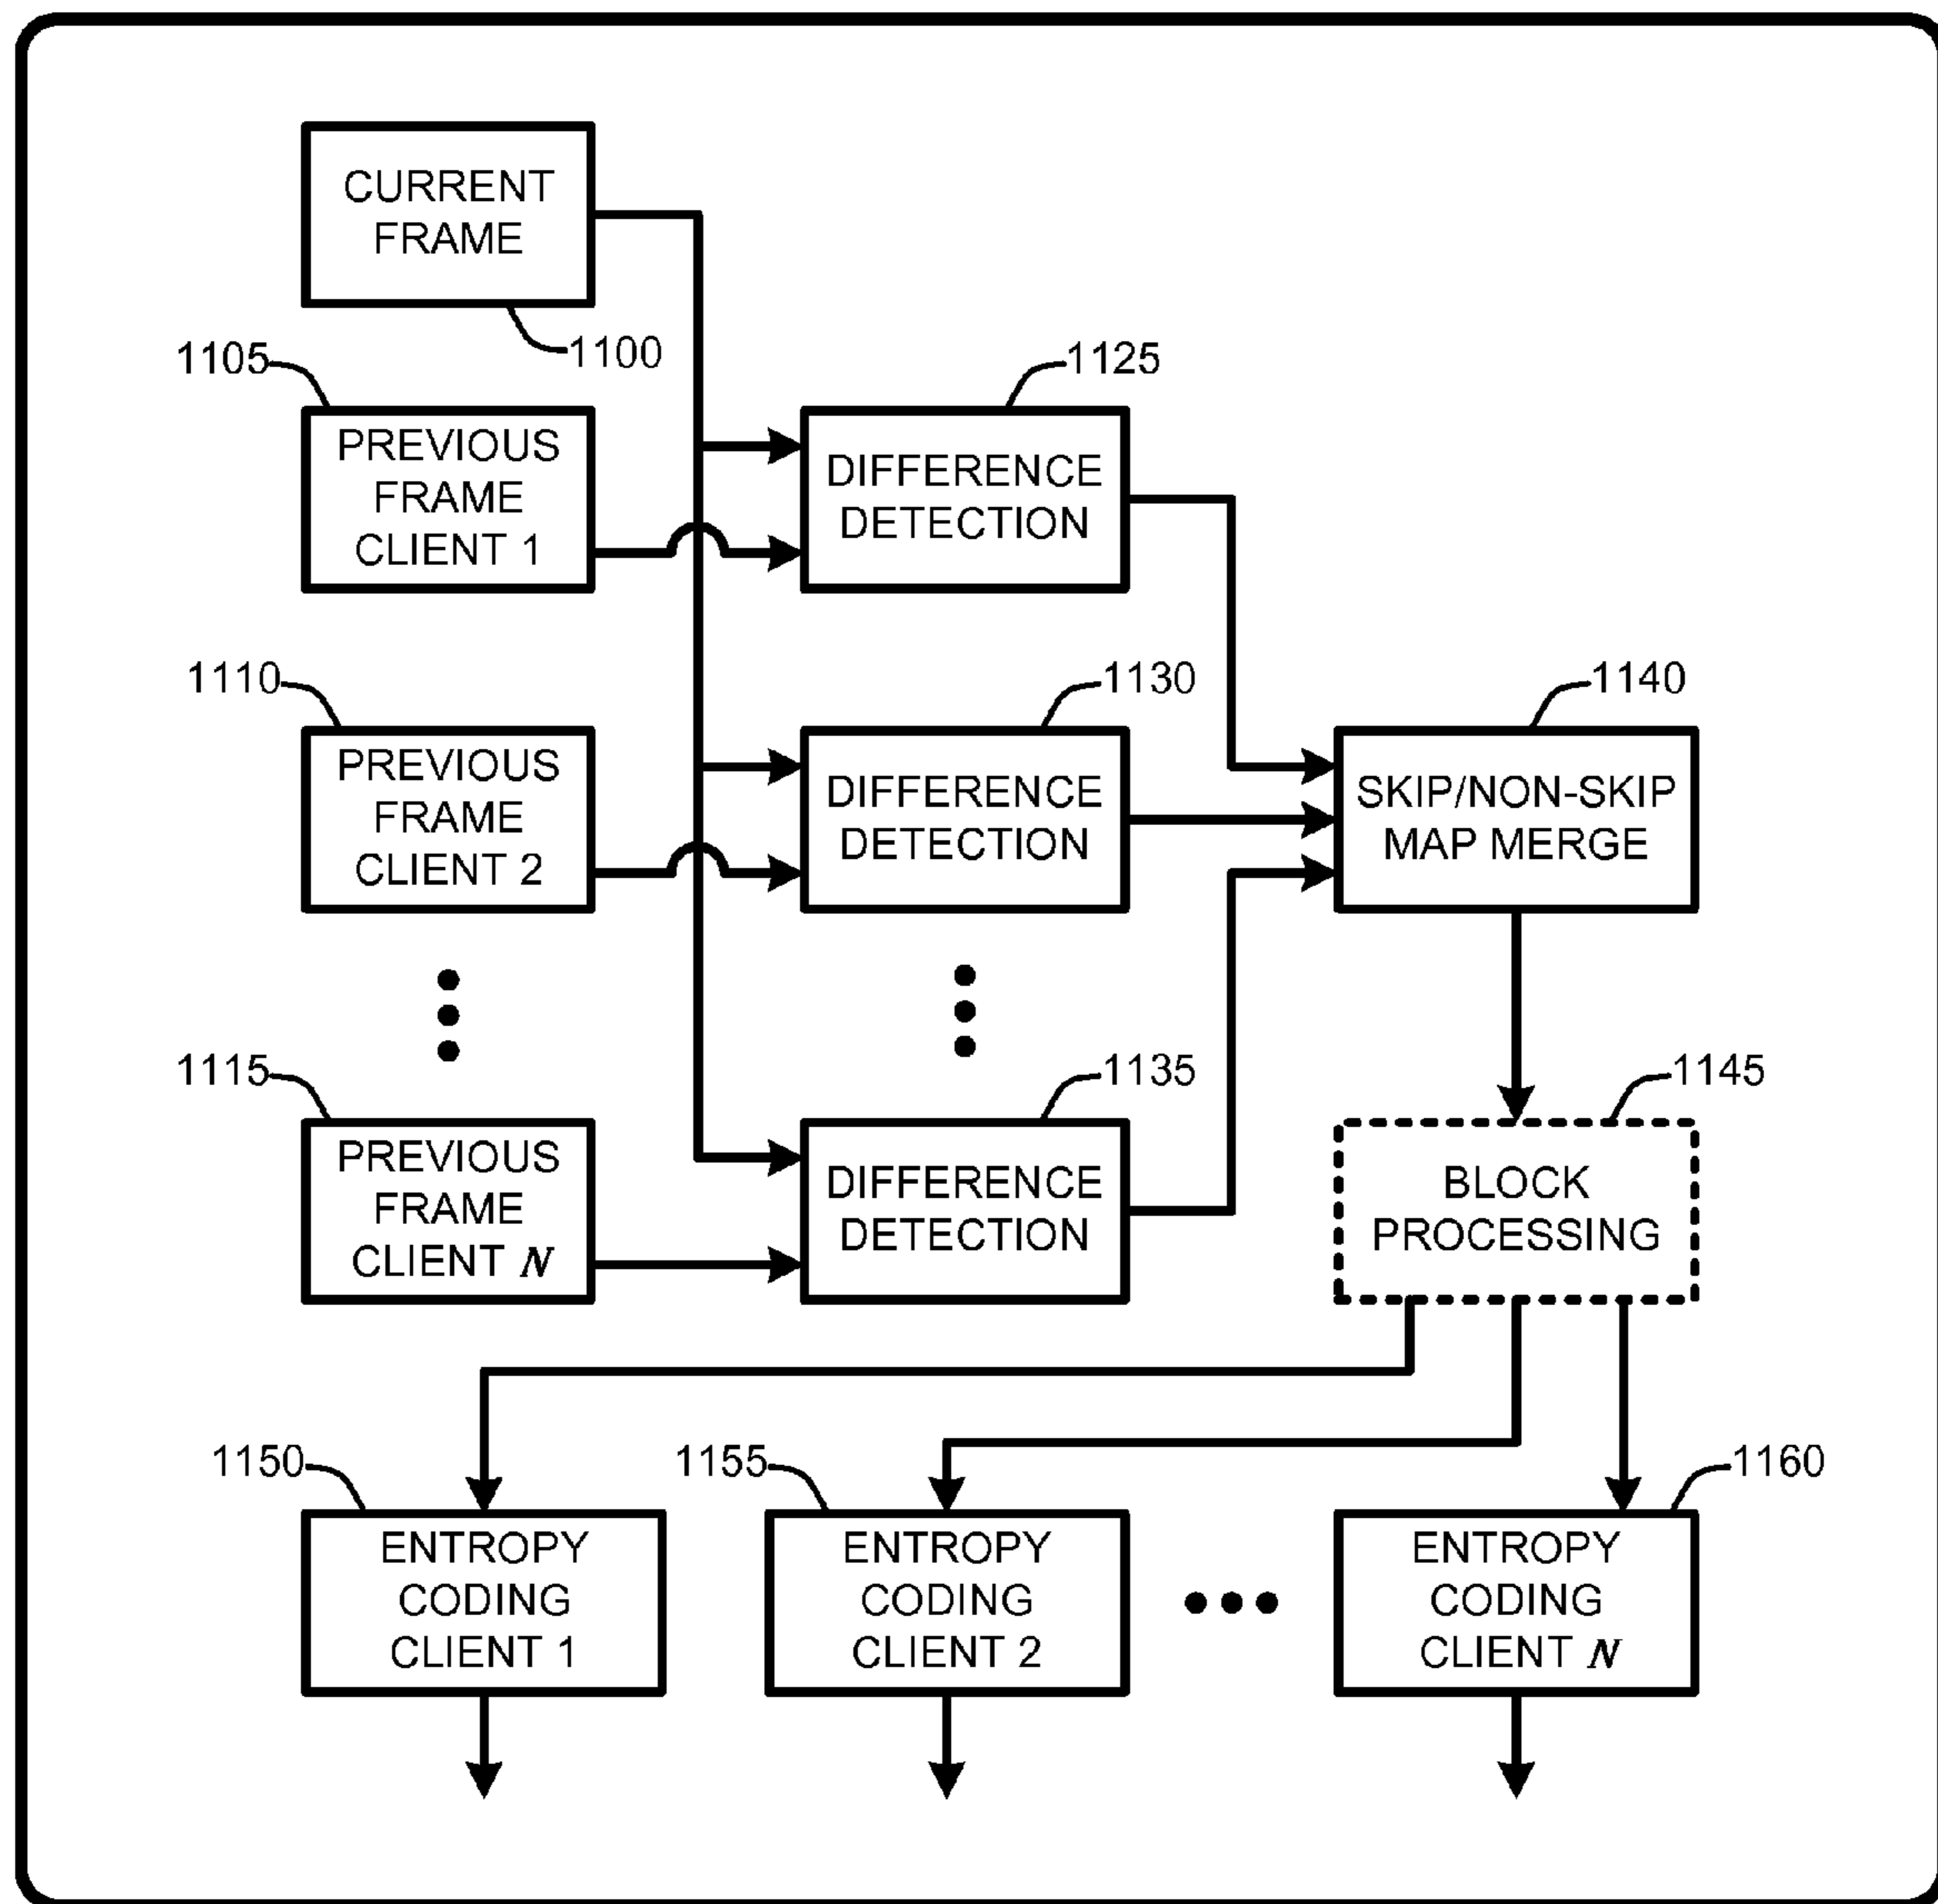 CURRENT
FRAME
1100
1105
PREVIOUS
FRAME
CLIENT 1
1125
DIFFERENCE
DETECTION
1110
PREVIOUS
FRAME
CLIENT 2
1130
DIFFERENCE
DETECTION
1140
SKIP/NON-SKIP
MAP MERGE
1115
PREVIOUS
FRAME
CLIENT N
1135
DIFFERENCE
DETECTION
1145
BLOCK
PROCESSING
1150
ENTROPY
CODING
CLIENT 1
1155
ENTROPY
CODING
CLIENT 2
1160
ENTROPY
CODING
CLIENT N